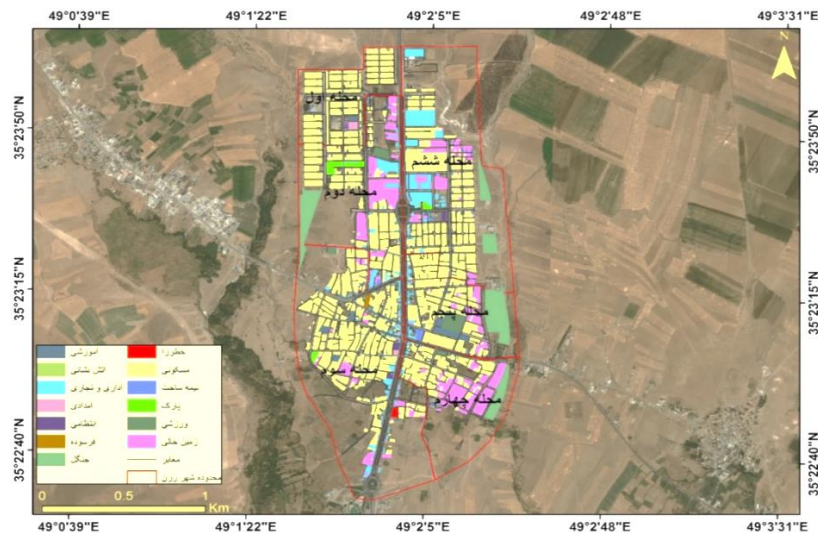 49°0'39"E 49°1'22"E 49°2'5"E 49°2'48"E 49°3'31"E
N
35°23'50"N 35°23'50"N
محله اول
محله ششم
محله دوم
35°23'15"N 35°23'15"N
محله پنجم
محله سوم
محله چهارم
آموزشی خطرزا
آتش نشانی مسکونی
اداری و تجاری نیمه ساخت
امدادی پارک
انتظامی ورزشی
فرسوده زمین خالی
جنگل معابر
محدوده شهر رزن
0 0.5 1
Km
35°22'40"N 35°22'40"N
49°0'39"E 49°1'22"E 49°2'5"E 49°2'48"E 49°3'31"E